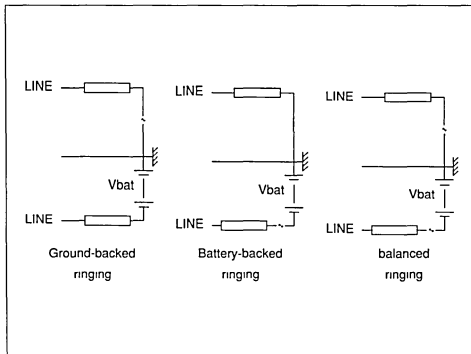 LINE
LINE
LINE
Vbat
Vbat
Vbat
LINE
LINE
LINE
Ground-backed
ringing
Battery-backed
ringing
balanced
ringing